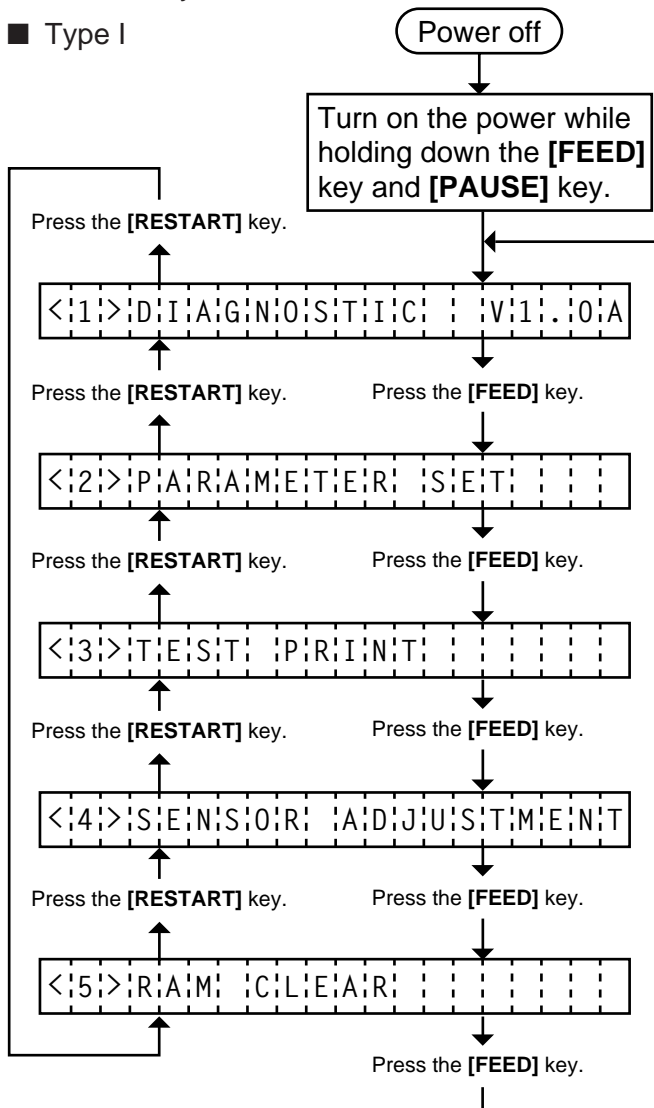 ■ Type I
Power off
Turn on the power while
holding down the [FEED]
key and [PAUSE] key.
Press the [RESTART] key.
<1>DIAGNOSTIC  V1.0A
Press the [RESTART] key. Press the [FEED] key.
<2>PARAMETER SET
Press the [RESTART] key. Press the [FEED] key.
<3>TEST PRINT
Press the [RESTART] key. Press the [FEED] key.
<4>SENSOR ADJUSTMENT
Press the [RESTART] key. Press the [FEED] key.
<5>RAM CLEAR
Press the [FEED] key.